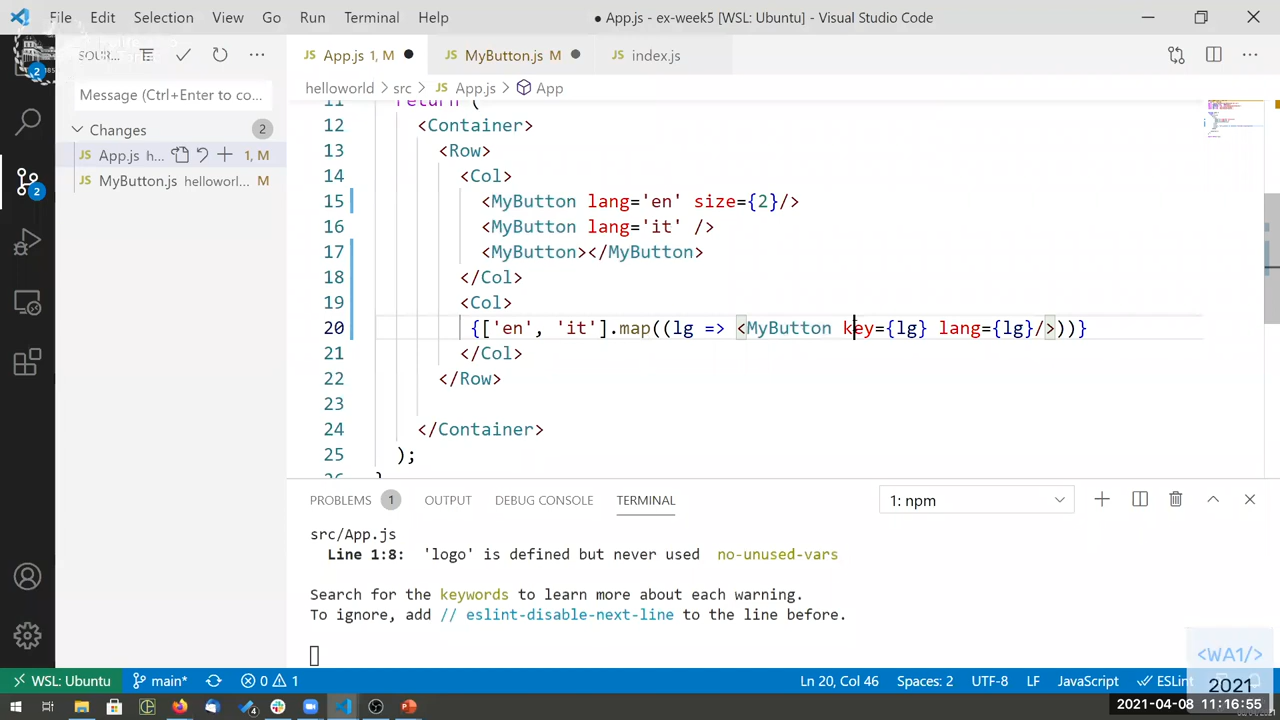 File Edit Selection View Go Run Terminal Help
● App.js - ex-week5 [WSL: Ubuntu] - Visual Studio Code
SOU...
JS App.js 1, M ●
JS MyButton.js M ●
JS index.js
2
Message (Ctrl+Enter to co...
helloworld > src > JS App.js > App
Changes 2
JS App.js h... 1, M
JS MyButton.js helloworl... M
2
11 return (
12 <Container>
13 <Row>
14 <Col>
15 <MyButton lang='en' size={2}/>
16 <MyButton lang='it' />
17 <MyButton></MyButton>
18 </Col>
19 <Col>
20 {['en', 'it'].map((lg => <MyButton key={lg} lang={lg}/>))}
21 </Col>
22 </Row>
23
24 </Container>
25 );
PROBLEMS 1 OUTPUT DEBUG CONSOLE TERMINAL 1: npm
src/App.js
Line 1:8: 'logo' is defined but never used no-unused-vars
Search for the keywords to learn more about each warning.
To ignore, add // eslint-disable-next-line to the line before.
<WA1/>
2021
WSL: Ubuntu main* 0 1 Ln 20, Col 46 Spaces: 2 UTF-8 LF JavaScript ESLint
2021-04-08 11:16:55